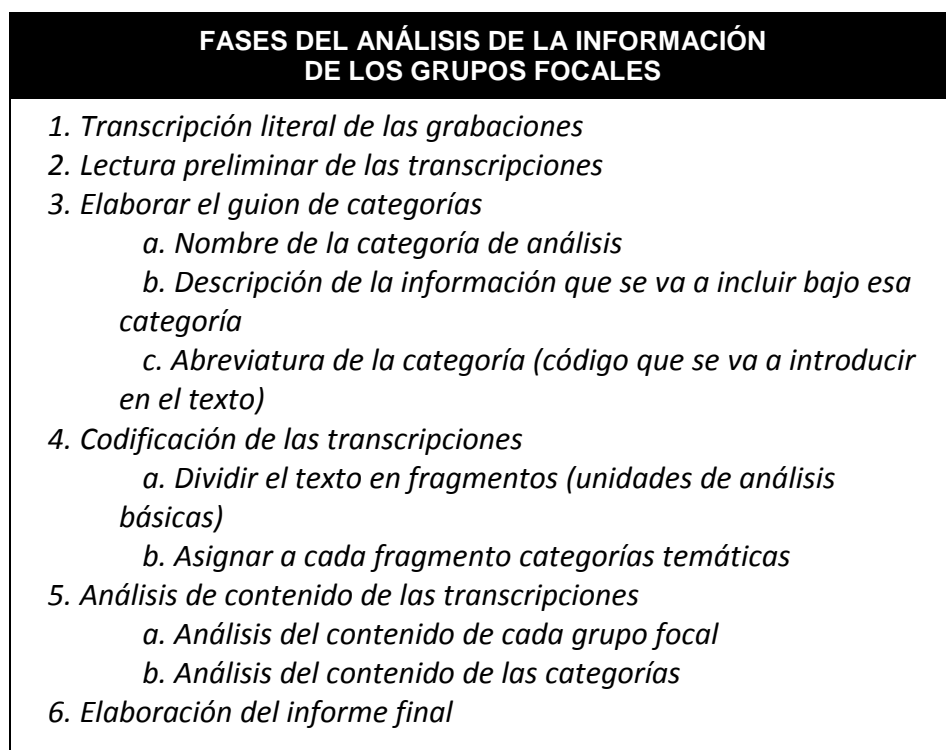 FASES DEL ANÁLISIS DE LA INFORMACIÓN
DE LOS GRUPOS FOCALES
1. Transcripción literal de las grabaciones
2. Lectura preliminar de las transcripciones
3. Elaborar el guion de categorías
a. Nombre de la categoría de análisis
b. Descripción de la información que se va a incluir bajo esa
categoría
c. Abreviatura de la categoría (código que se va a introducir
en el texto)
4. Codificación de las transcripciones
a. Dividir el texto en fragmentos (unidades de análisis
básicas)
b. Asignar a cada fragmento categorías temáticas
5. Análisis de contenido de las transcripciones
a. Análisis del contenido de cada grupo focal
b. Análisis del contenido de las categorías
6. Elaboración del informe final